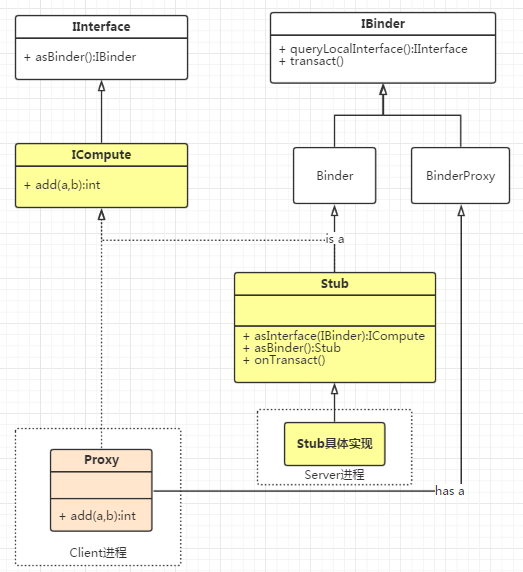 IInterface
+ asBinder():IBinder
IBinder
+ queryLocalInterface():IInterface
+ transact()
ICompute
+ add(a,b):int
Binder
BinderProxy
is a
Stub
+ asInterface(IBinder):ICompute
+ asBinder():Stub
+ onTransact()
Stub具体实现
Server进程
Proxy
+ add(a,b):int
Client进程
has a